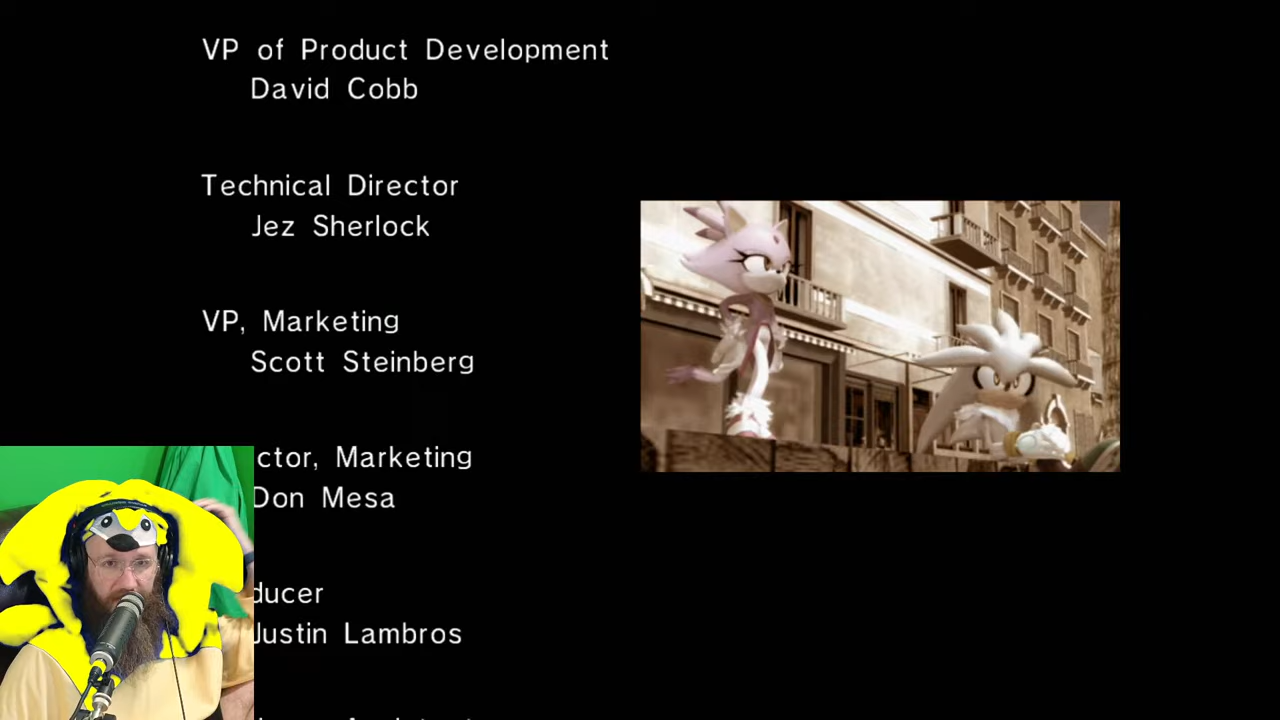 VP of Product Development
David Cobb
Technical Director
Jez Sherlock
VP, Marketing
Scott Steinberg
ctor, Marketing
Don Mesa
ducer
Justin Lambros